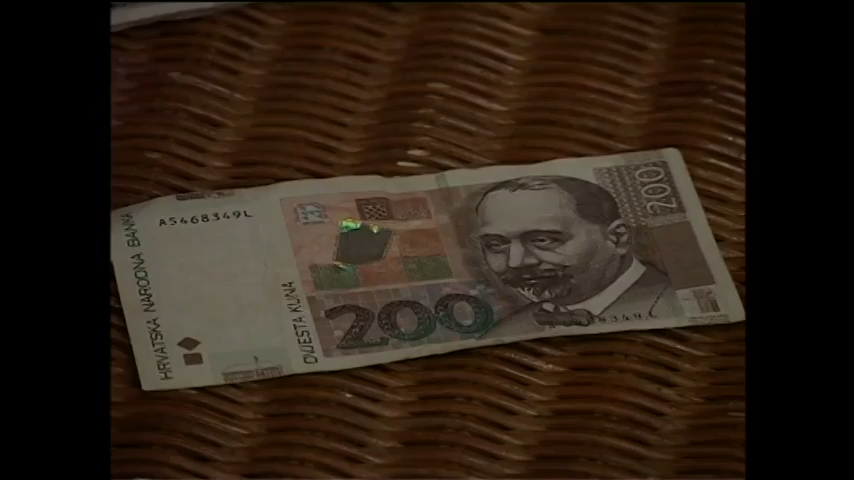 HRVATSKA NARODNA BANKA
A5468349L
DVJESTA KUNA
200
200